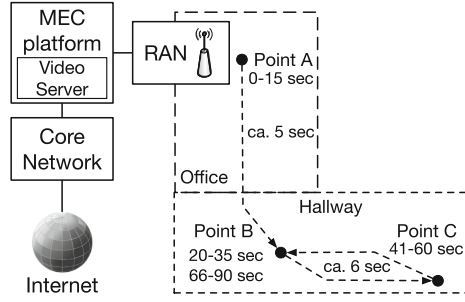 MEC
platform
Video
Server
RAN
Core
Network
Internet
Point A
0-15 sec
ca. 5 sec
Office
Hallway
Point B
20-35 sec
66-90 sec
Point C
41-60 sec
ca. 6 sec